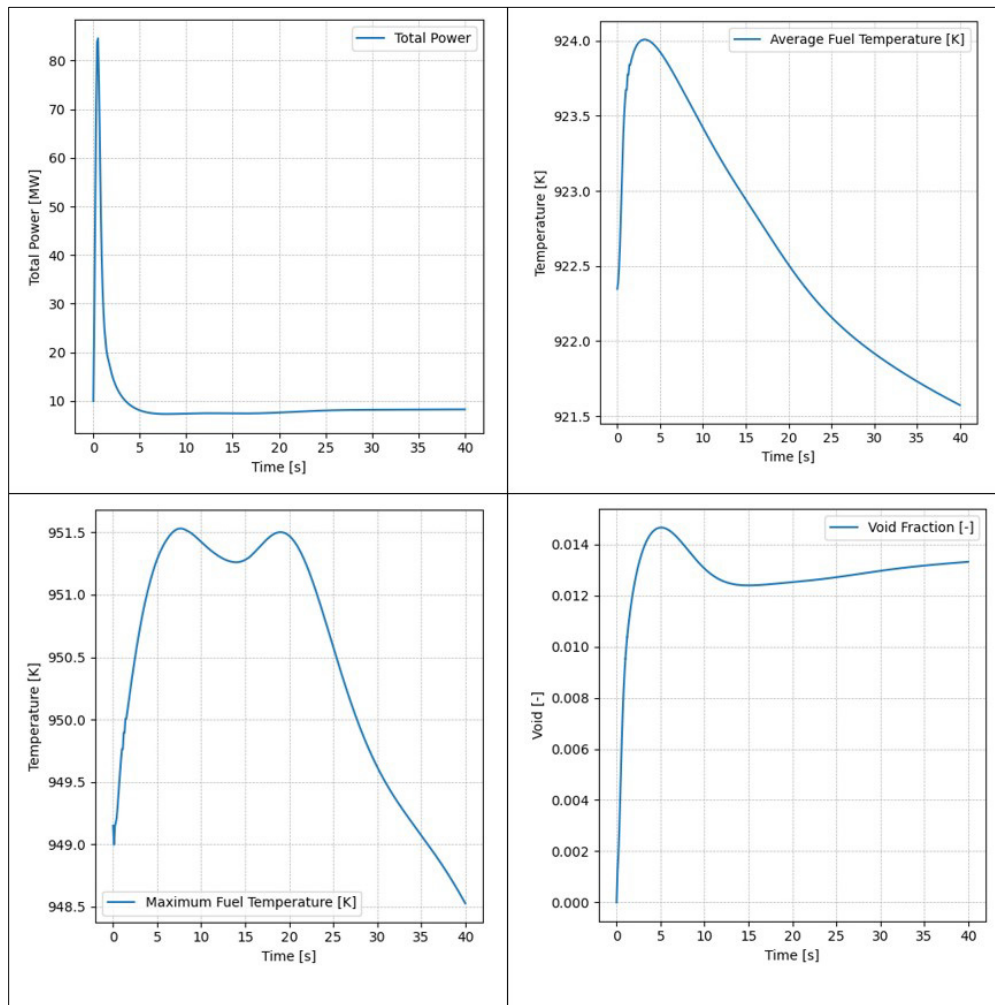 Total Power
80
70
60
50
40
30
20
10
Total Power [MW]
0 5 10 15 20 25 30 35 40
Time [s]
Average Fuel Temperature [K]
924.0
923.5
923.0
922.5
922.0
921.5
Temperature [K]
0 5 10 15 20 25 30 35 40
Time [s]
951.5
951.0
950.5
950.0
949.5
949.0
948.5
Temperature [K]
Maximum Fuel Temperature [K]
0 5 10 15 20 25 30 35 40
Time [s]
Void Fraction [-]
0.014
0.012
0.010
0.008
0.006
0.004
0.002
0.000
Void [-]
0 5 10 15 20 25 30 35 40
Time [s]